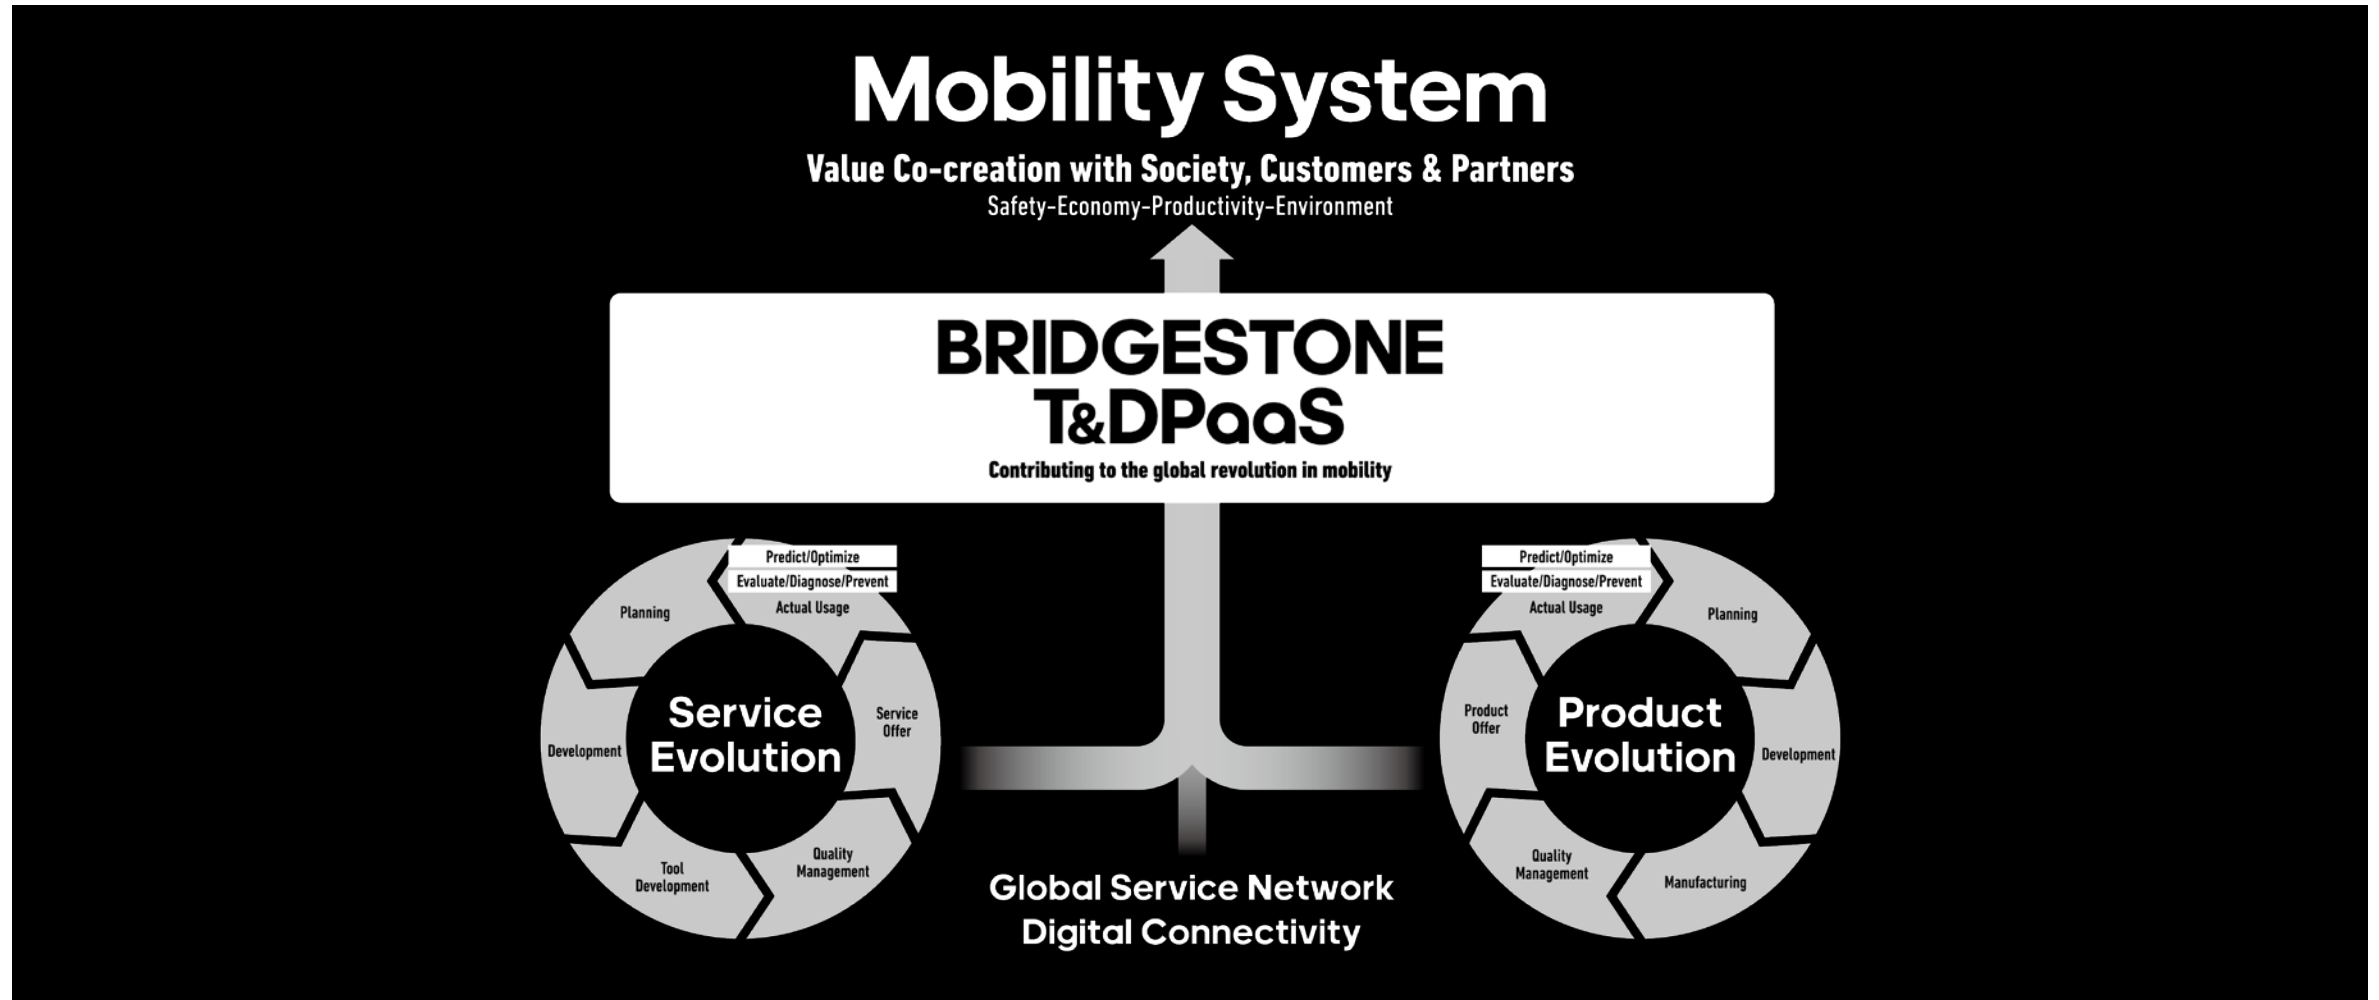 Mobility System
Value Co-creation with Society, Customers & Partners
Safety-Economy-Productivity-Environment
BRIDGESTONE
T&DPaaS
Contributing to the global revolution in mobility
Predict/Optimize
Evaluate/Diagnose/Prevent
Actual Usage
Planning
Development
Tool
Development
Quality
Management
Service
Offer
Service
Evolution
Predict/Optimize
Evaluate/Diagnose/Prevent
Actual Usage
Planning
Development
Manufacturing
Quality
Management
Product
Offer
Product
Evolution
Global Service Network
Digital Connectivity